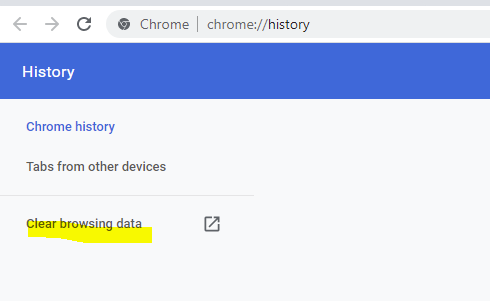 Chrome | chrome://history
History
Chrome history
Tabs from other devices
Clear browsing data